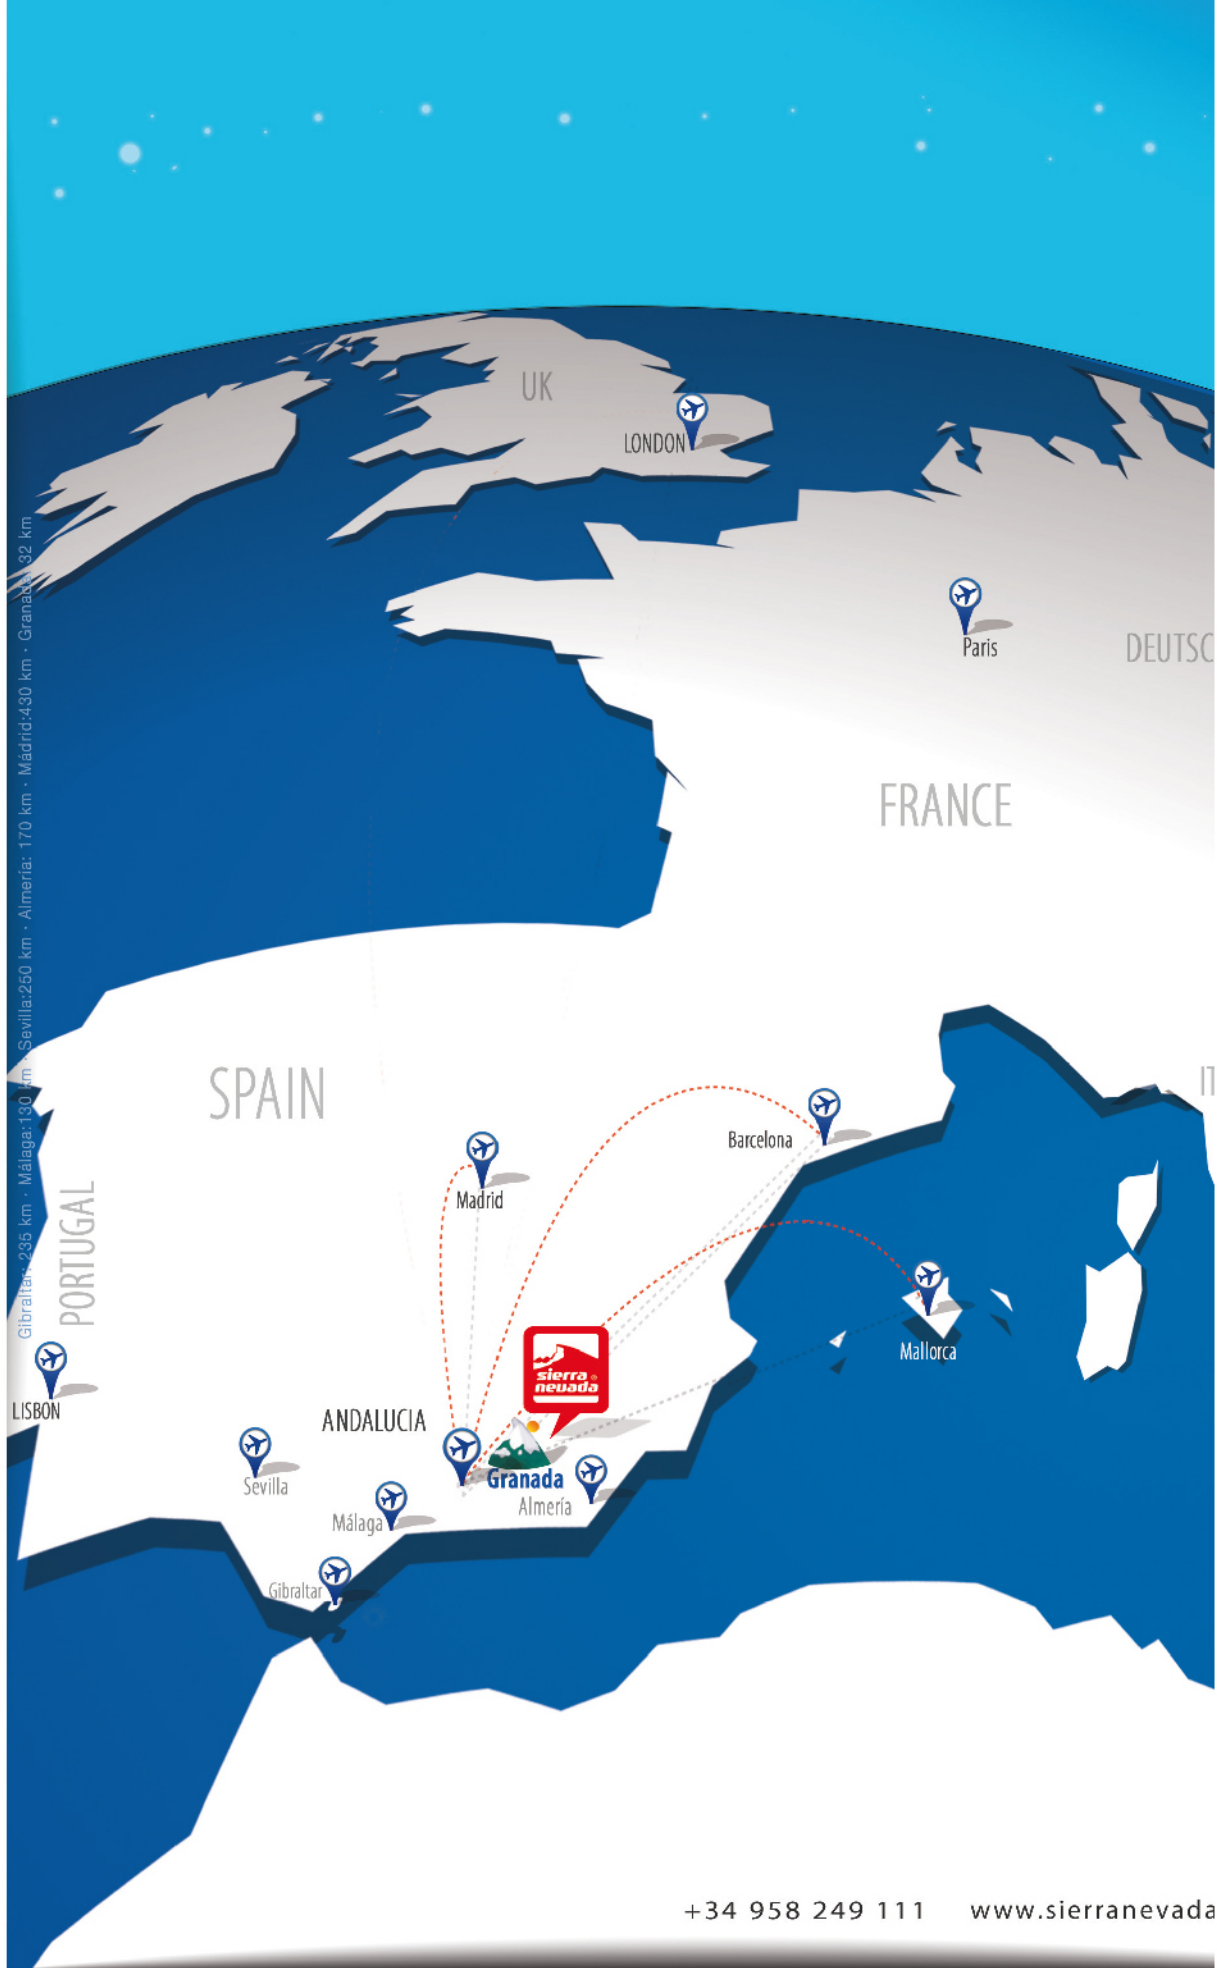 UK
LONDON
Paris
DEUTSC
FRANCE
SPAIN
IT
Barcelona
Madrid
PORTUGAL
Gibraltar: 235 km · Málaga:130 km · Sevilla:250 km · Almería: 170 km · Mádrid:430 km · Granada: 32 km
Mallorca
sierra
nevada
LISBON
ANDALUCIA
Granada
Sevilla
Almería
Málaga
Gibraltar
+34 958 249 111 www.sierranevada